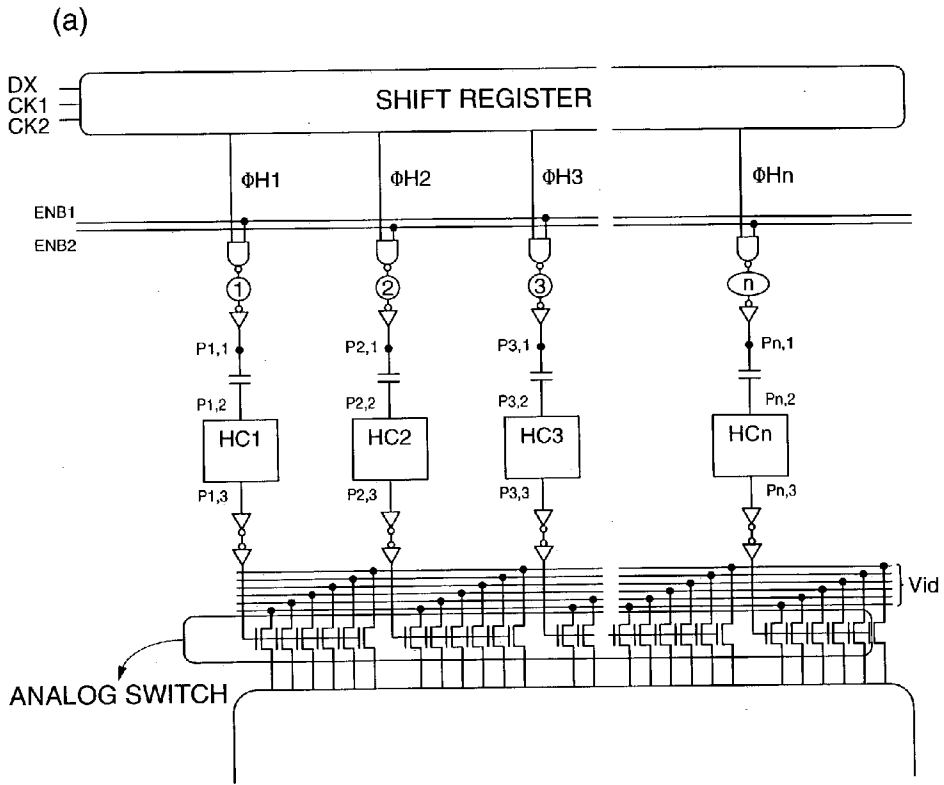 (a)
DX
CK1
CK2
SHIFT REGISTER
ΦH1 ΦH2 ΦH3 ΦHn
ENB1
ENB2
1 2 3 n
P1,1 P2,1 P3,1 Pn,1
P1,2 P2,2 P3,2 Pn,2
HC1 HC2 HC3 HCn
P1,3 P2,3 P3,3 Pn,3
Vid
ANALOG SWITCH